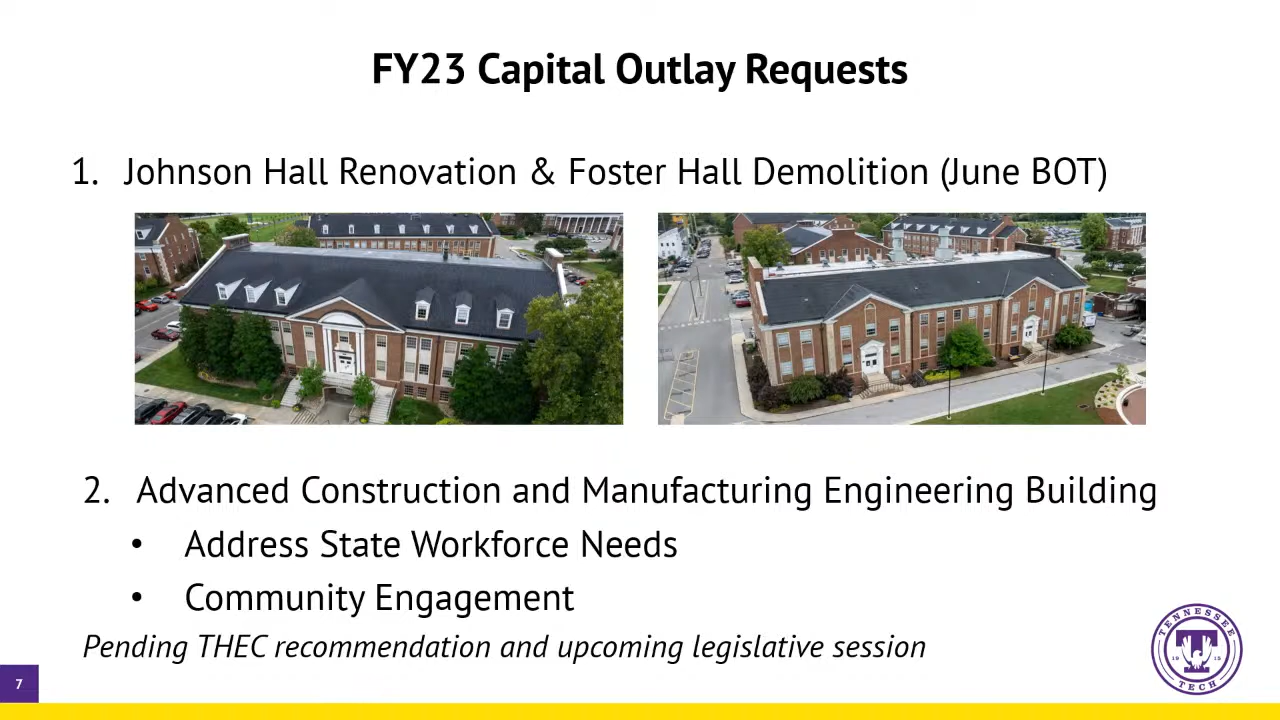 FY23 Capital Outlay Requests
1. Johnson Hall Renovation & Foster Hall Demolition (June BOT)
2. Advanced Construction and Manufacturing Engineering Building
• Address State Workforce Needs
• Community Engagement
Pending THEC recommendation and upcoming legislative session
7
TENNESSEE
T
1915
TECH